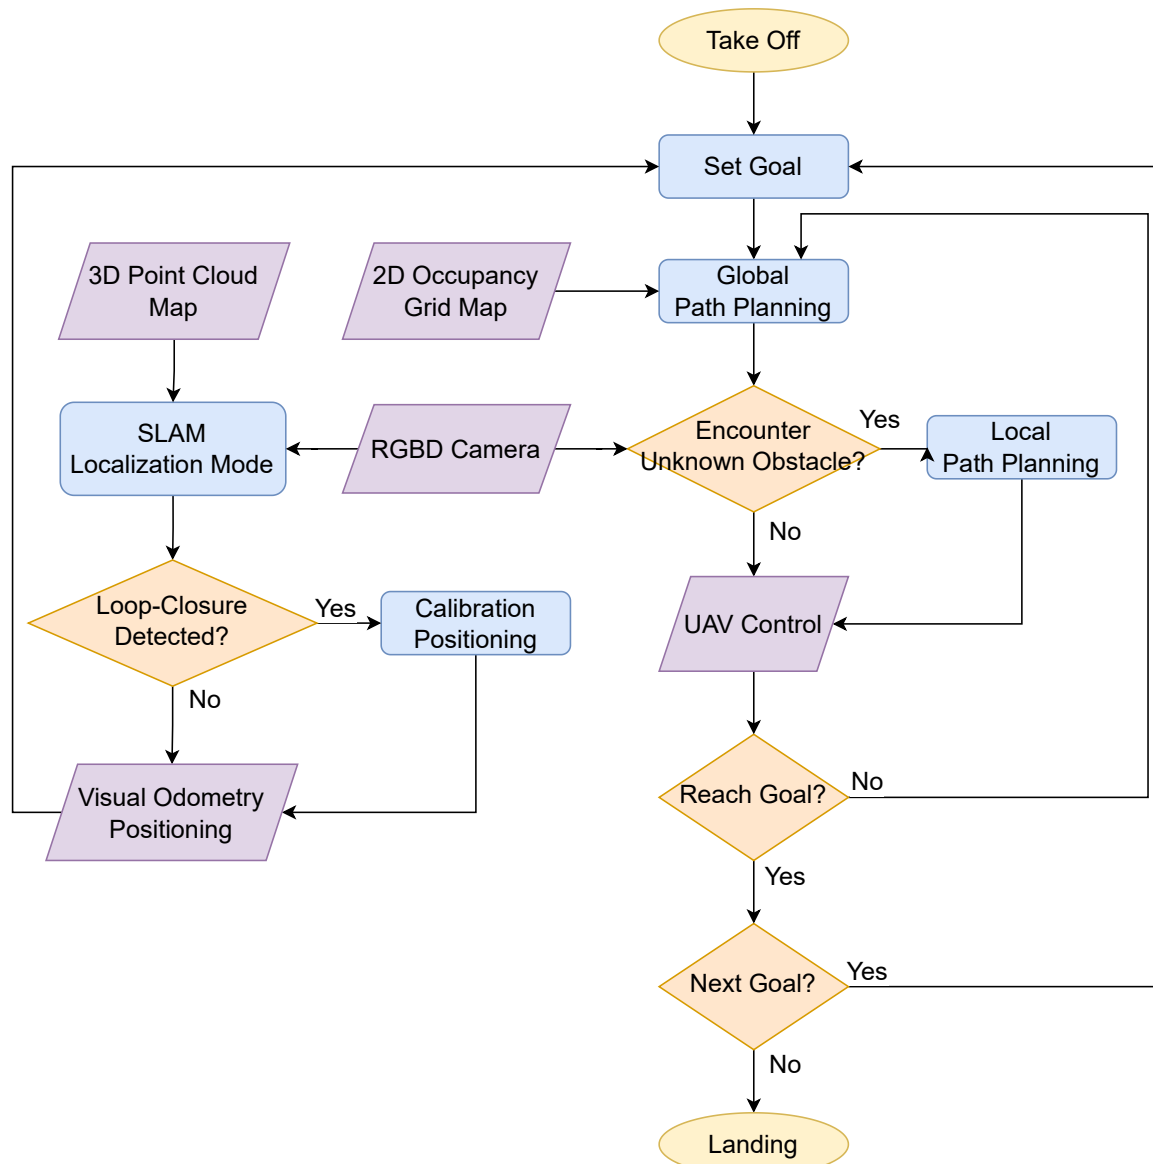 Take Off
Set Goal
3D Point Cloud
Map
2D Occupancy
Grid Map
Global
Path Planning
SLAM
Localization Mode
RGBD Camera
Encounter
Unknown Obstacle?
Yes
Local
Path Planning
No
Loop-Closure
Detected?
Yes
Calibration
Positioning
UAV Control
No
Visual Odometry
Positioning
Reach Goal?
No
Yes
Next Goal?
Yes
No
Landing